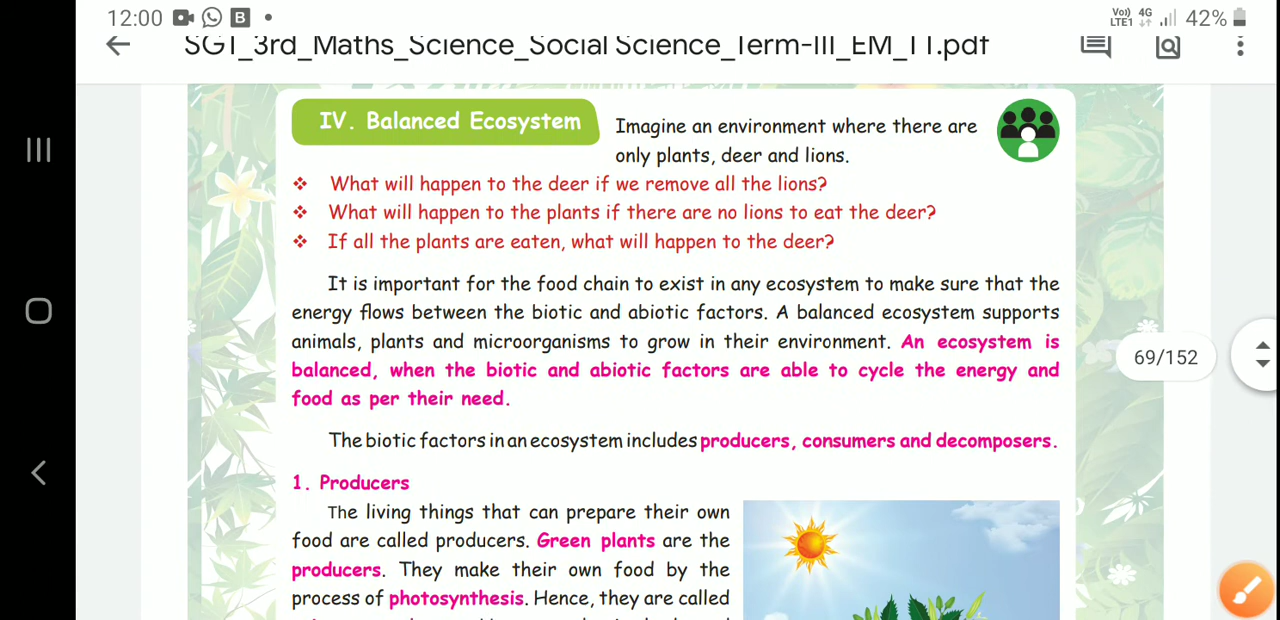 12:00 B
Vo)) 4G
LTE1 42%
SGT_3rd_Maths_Science_Social Science_Term-III_EM_TT.pdf
IV. Balanced Ecosystem
Imagine an environment where there are
only plants, deer and lions.
❖ What will happen to the deer if we remove all the lions?
❖ What will happen to the plants if there are no lions to eat the deer?
❖ If all the plants are eaten, what will happen to the deer?
It is important for the food chain to exist in any ecosystem to make sure that the
energy flows between the biotic and abiotic factors. A balanced ecosystem supports
animals, plants and microorganisms to grow in their environment. An ecosystem is
balanced, when the biotic and abiotic factors are able to cycle the energy and
food as per their need.
69/152
The biotic factors in an ecosystem includes producers, consumers and decomposers.
1. Producers
The living things that can prepare their own
food are called producers. Green plants are the
producers. They make their own food by the
process of photosynthesis. Hence, they are called